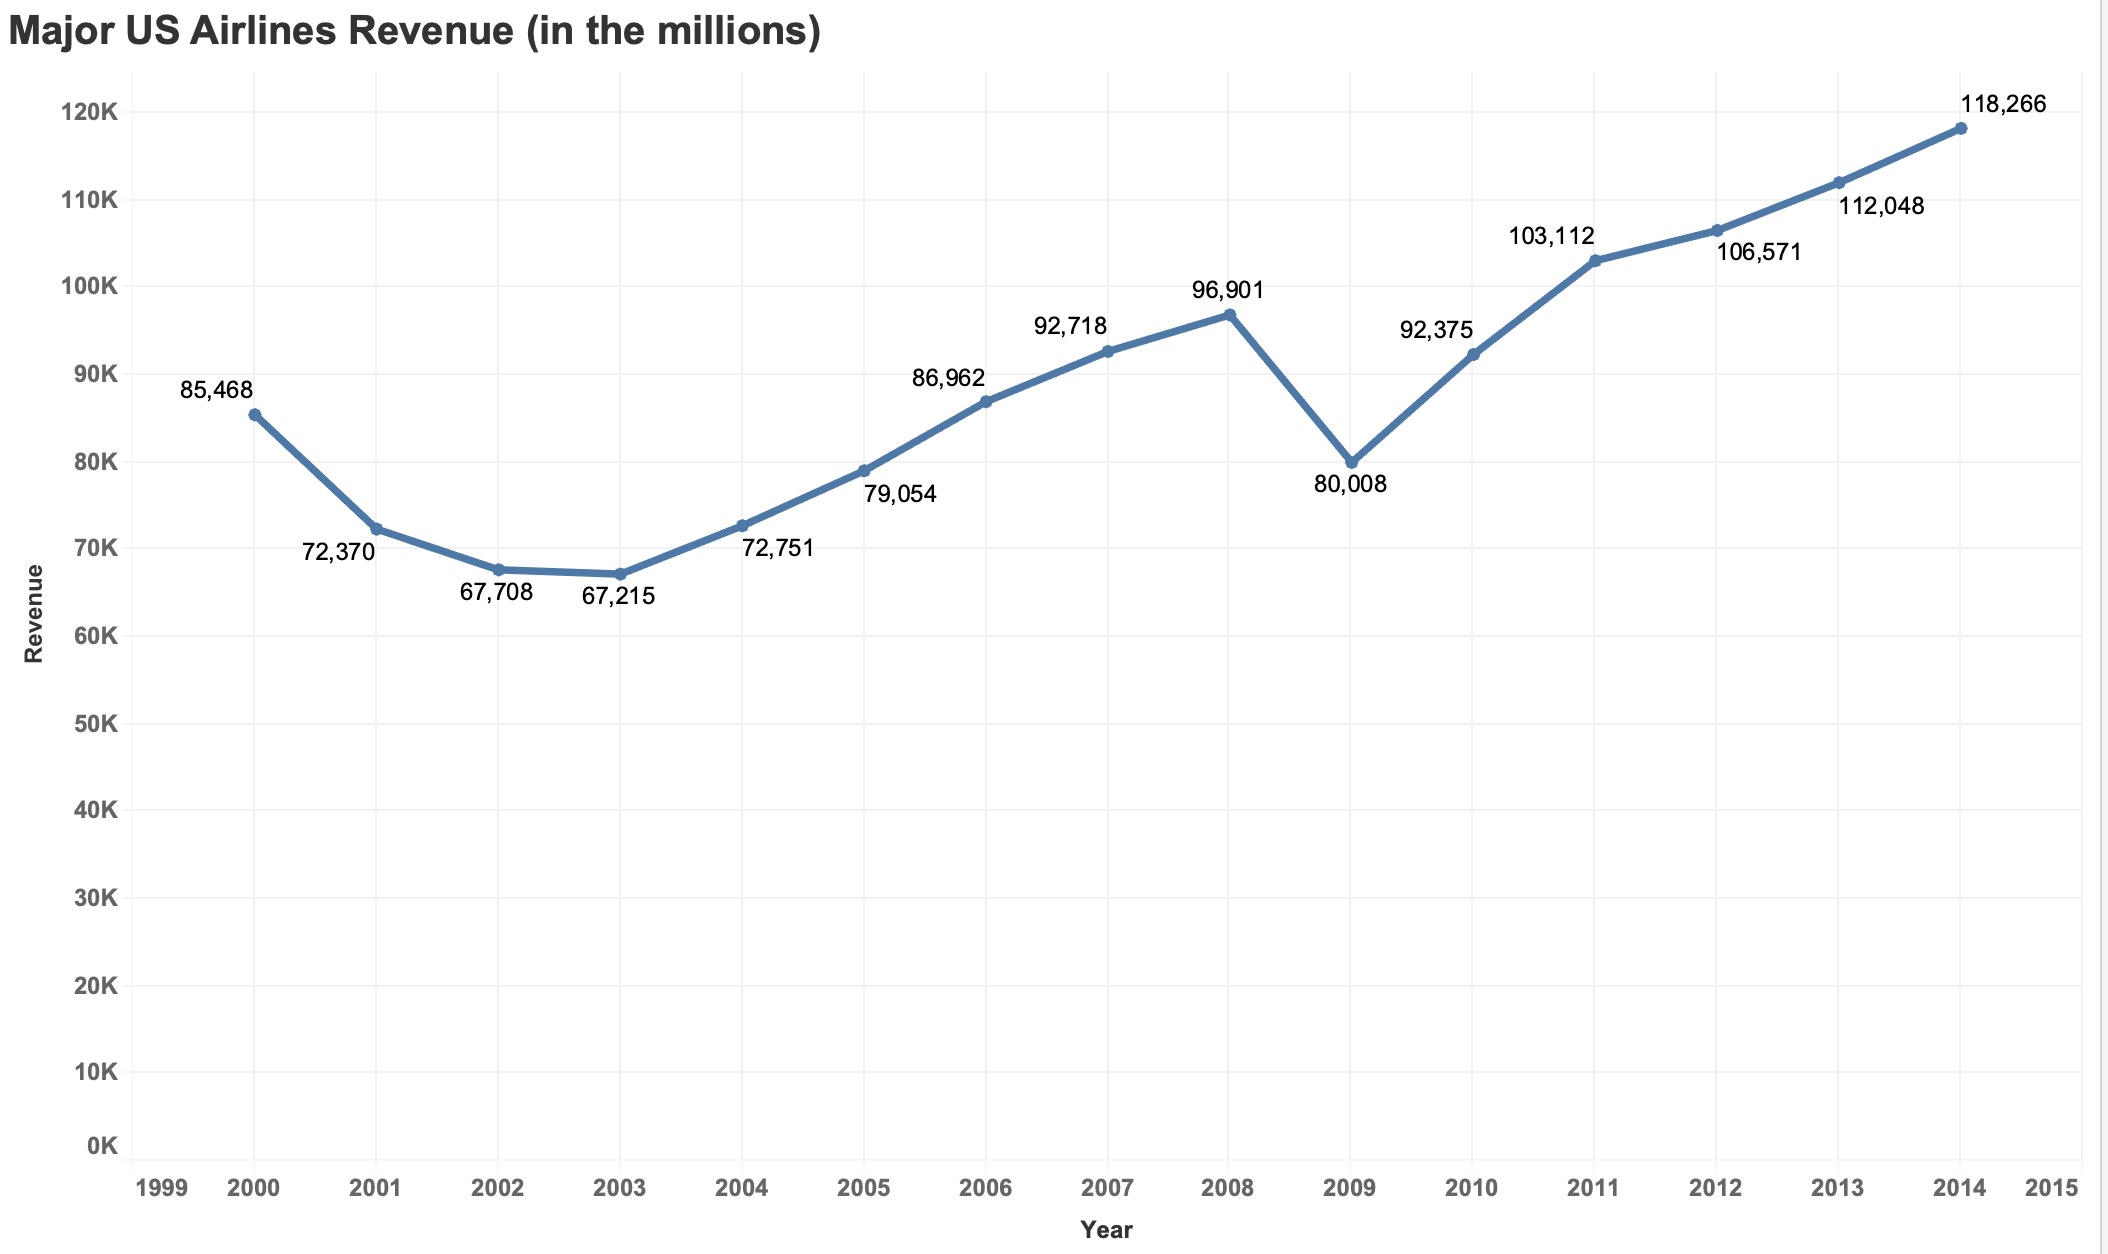 Major US Airlines Revenue (in the millions)
120K
110K
100K
90K
80K
70K
60K
50K
40K
30K
20K
10K
0K
Revenue
85,468
72,370
67,708
67,215
72,751
79,054
86,962
92,718
96,901
80,008
92,375
103,112
106,571
112,048
118,266
1999 2000 2001 2002 2003 2004 2005 2006 2007 2008 2009 2010 2011 2012 2013 2014 2015
Year